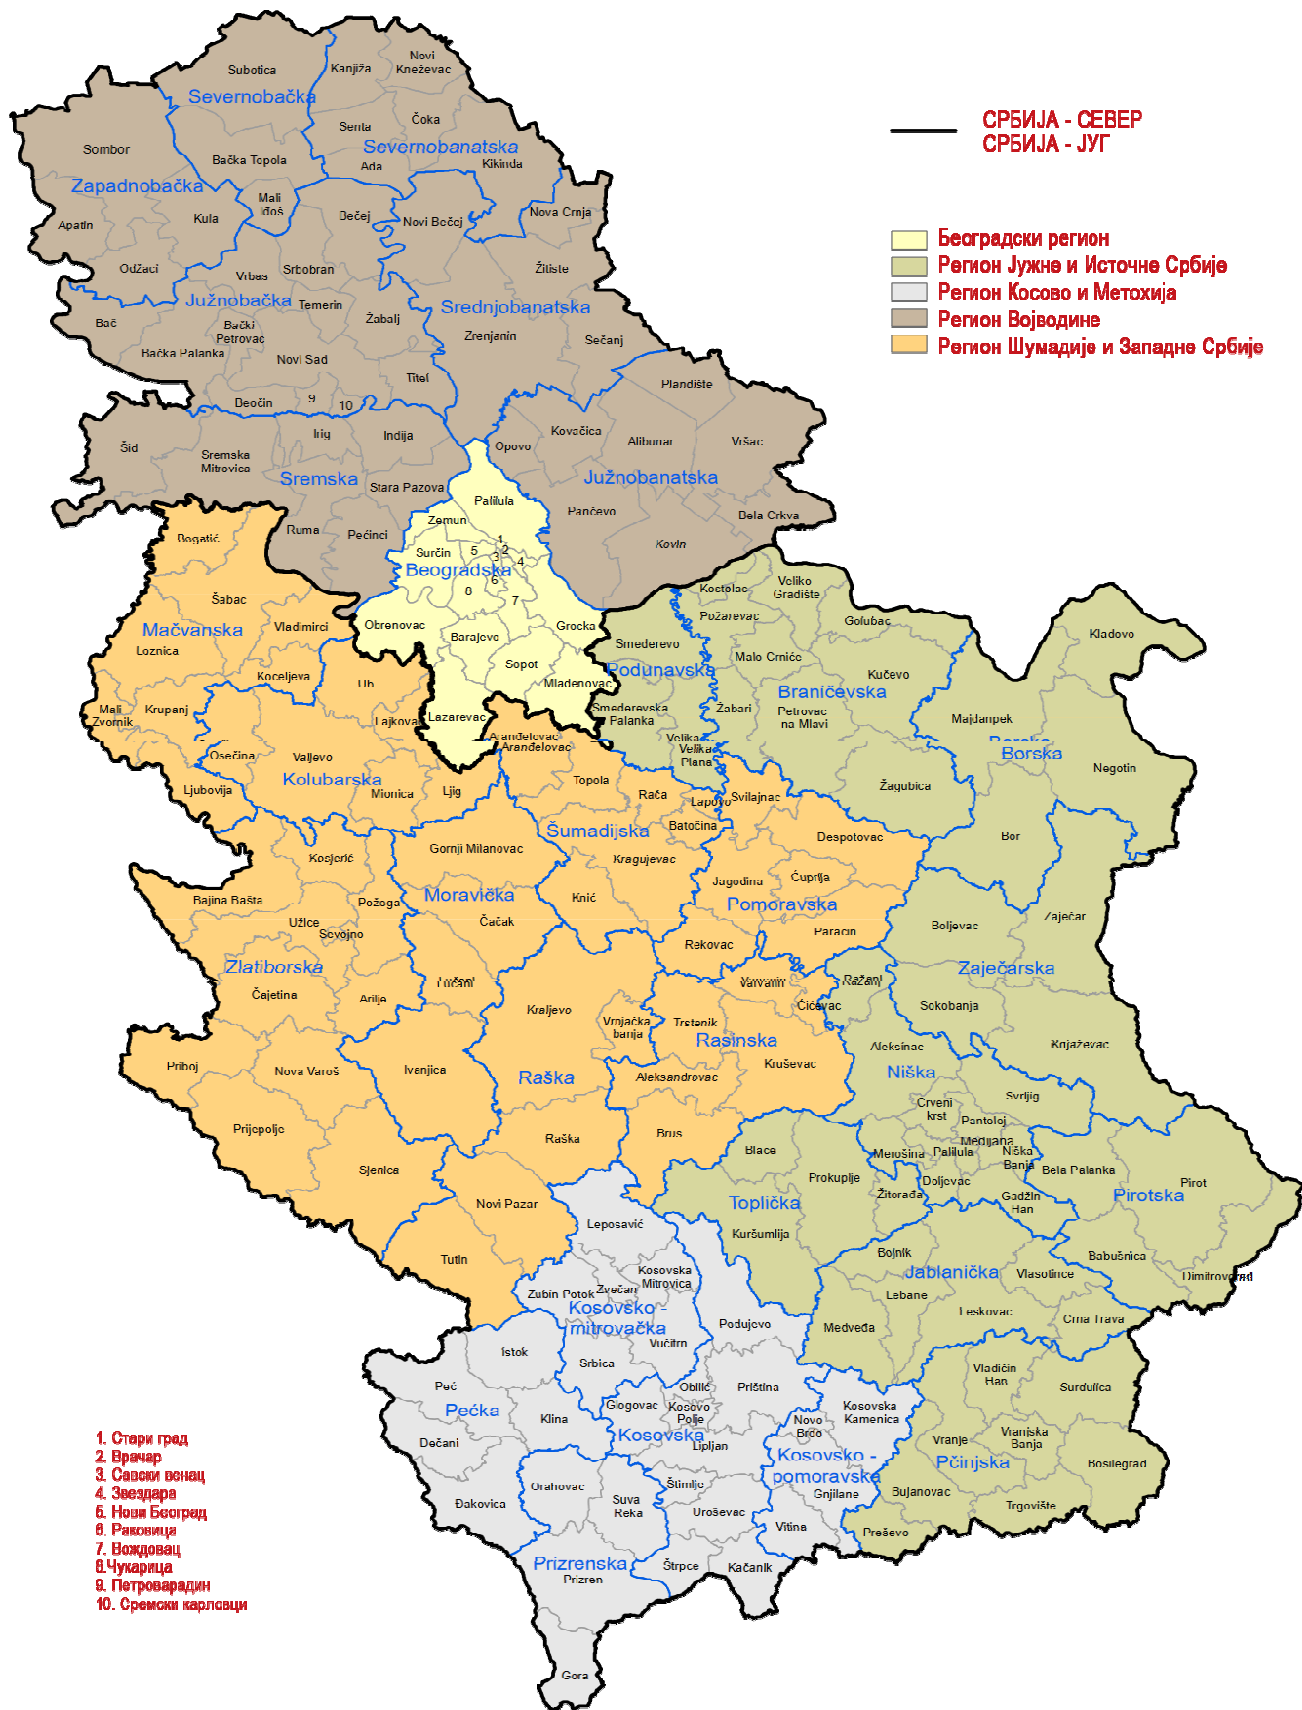 СРБИЈА - СЕВЕР
СРБИЈА - ЈУГ
Београдски регион
Регион Јужне и Источне Србије
Регион Косово и Метохија
Регион Војводине
Регион Шумадије и Западне Србије
Subotica
Kanjiža
Novi
Kneževac
Severnobačka
Senta
Čoka
Sombor
Bačka Topola
Ada
Severnobanatska
Kikinda
Zapadnobačka
Mali
Iđoš
Apatin
Kula
Bečej
Novi Bečej
Nova Crnja
Odžaci
Vrbas
Srbobran
Žitište
Južnobačka
Temerin
Srednjobanatska
Bač
Bački
Petrovac
Žabalj
Zrenjanin
Sečanj
Bačka Palanka
Novi Sad
Titel
Plandište
Beočin
9
10
Šid
Sremska
Mitrovica
Irig
Inđija
Opovo
Kovačica
Alibunar
Vršac
Sremska
Stara Pazova
Južnobanatska
Palilula
Pančevo
Bela Crkva
Ruma
Pećinci
Zemun
Kovin
Bogatić
Surčin
5
1
2
3
4
Beogradska
6
8
7
Šabac
Mačvanska
Vladimirci
Obrenovac
Barajevo
Grocka
Loznica
Koceljeva
Ub
Sopot
Mladenovac
Mali
Zvornik
Krupanj
Lajkovac
Lazarevac
Kostolac
Veliko
Gradište
Požarevac
Golubac
Kladovo
Smederevo
Malo Crniće
Podunavska
Braničevska
Kučevo
Smederevska
Palanka
Žabari
Petrovac
na Mlavi
Majdanpek
Borska
Borska
Velika
Velika
Plana
Negotin
Osečina
Valjevo
Aranđelovac
Aranđelovac
Kolubarska
Ljubovija
Mionica
Ljig
Topola
Rača
Lapovo
Svilajnac
Žagubica
Batočina
Šumadijska
Despotovac
Bor
Kosjerić
Gornji Milanovac
Kragujevac
Jagodina
Ćuprija
Bajina Bašta
Požega
Moravička
Knić
Pomoravska
Užice
Sevojno
Čačak
Rekovac
Paraćin
Boljevac
Zaječar
Zlatiborska
Zaječarska
Čajetina
Arilje
Lučani
Kraljevo
Varvarin
Ražanj
Ćićevac
Sokobanja
Vrnjačka
banja
Trstenik
Rasinska
Knjaževac
Priboj
Nova Varoš
Ivanjica
Raška
Aleksandrovac
Kruševac
Aleksinac
Niška
Svrljig
Crveni
krst
Pantelej
Prijepolje
Raška
Brus
Blace
Merošina
Medijana
Palilula
Niška
Banja
Sjenica
Prokuplje
Doljevac
Bela Palanka
Pirot
Novi Pazar
Toplička
Žitorađa
Gadžin
Han
Pirotska
Leposavić
Kuršumlija
Bojnik
Babušnica
Tutin
Kosovska
Mitrovica
Jablanička
Vlasotince
Dimitrovgrad
Zubin Potok
Zvečan
Lebane
Kosovsko
mitrovačka
Leskovac
Crna Trava
Podujevo
Medveđa
Vučitrn
Istok
Srbica
Vladičin
Han
Surdulica
Peć
Obilić
Priština
Pećka
Klina
Glogovac
Kosovo
Polje
Novo
Brdo
Kosovska
Kamenica
Dečani
Kosovska
Lipljan
Kosovsko -
pomoravska
Vranje
Vranjska
Banja
Pčinjska
Bosilegrad
Đakovica
Orahovac
Suva
Reka
Štimlje
Gnjilane
Bujanovac
Trgovište
Uroševac
Vitina
Preševo
Prizrenska
Prizren
Štrpce
Kačanik
Gora
1. Стари град
2. Врачар
3. Савски венац
4. Звездара
5. Нови Београд
6. Раковица
7. Вождовац
8.Чукарица
9. Петроварадин
10. Сремски карловци